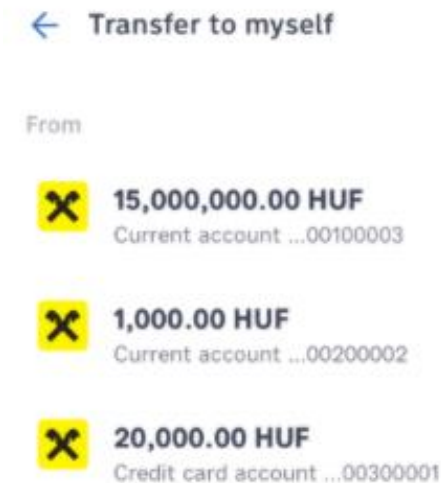 Transfer to myself
From
15,000,000.00 HUF
Current account ...00100003
1,000.00 HUF
Current account ...00200002
20,000.00 HUF
Credit card account ...00300001